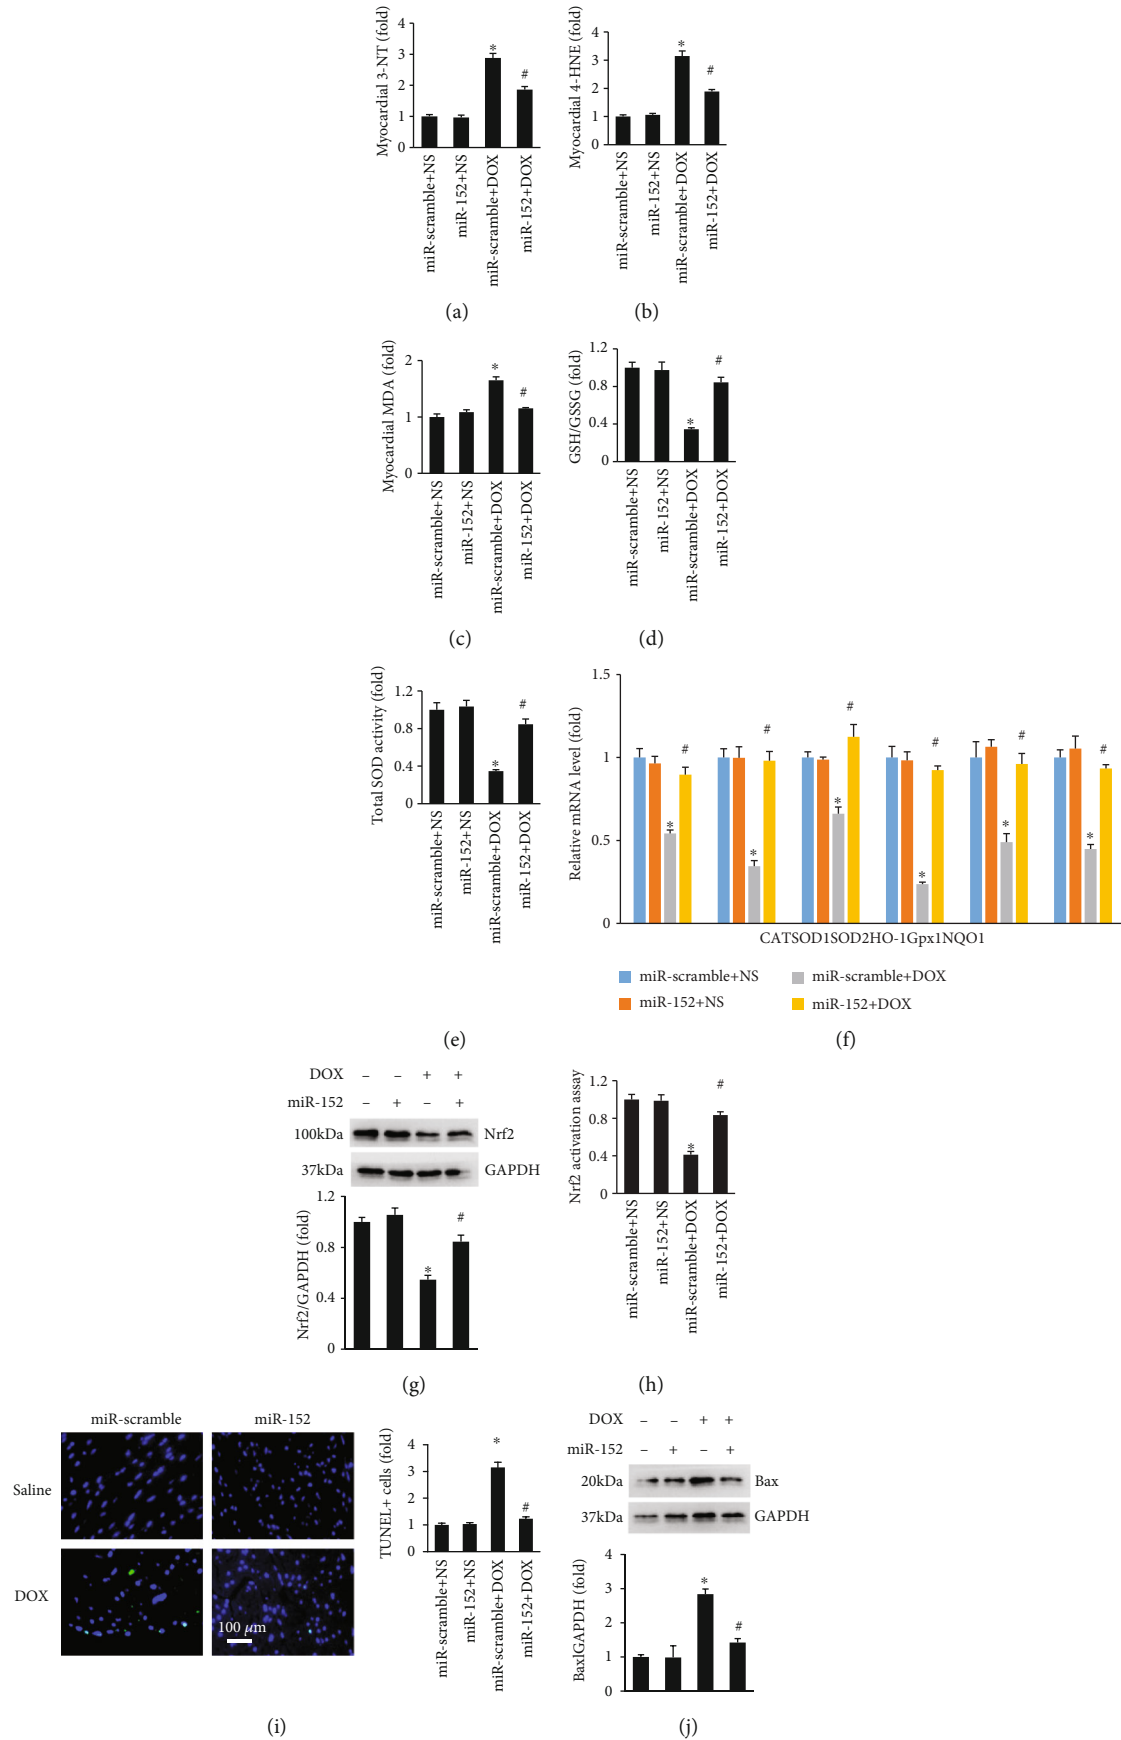 Myocardial 3-NT (fold)
4
3
2
1
0
*
#
miR-scramble+NS
miR-152+NS
miR-scramble+DOX
miR-152+DOX
(a)
Myocardial 4-HNE (fold)
4
3
2
1
0
*
#
miR-scramble+NS
miR-152+NS
miR-scramble+DOX
miR-152+DOX
(b)
Myocardial MDA (fold)
2
1
0
*
#
miR-scramble+NS
miR-152+NS
miR-scramble+DOX
miR-152+DOX
(c)
GSH/GSSG (fold)
1.2
0.8
0.4
0
*
#
miR-scramble+NS
miR-152+NS
miR-scramble+DOX
miR-152+DOX
(d)
Total SOD activity (fold)
1.2
0.8
0.4
0
*
#
miR-scramble+NS
miR-152+NS
miR-scramble+DOX
miR-152+DOX
(e)
Relative mRNA level (fold)
1.5
1
0.5
0
* # * # * # * # * # * #
CATSOD1SOD2HO-1Gpx1NQO1
miR-scramble+NS
miR-152+NS
miR-scramble+DOX
miR-152+DOX
(f)
DOX – – + +
miR-152 – + – +
100kDa Nrf2
37kDa GAPDH
Nrf2/GAPDH (fold)
1.2
0.8
0.4
0
*
#
(g)
Nrf2 activation assay
1.2
0.8
0.4
0
*
#
miR-scramble+NS
miR-152+NS
miR-scramble+DOX
miR-152+DOX
(h)
miR-scramble miR-152
Saline
DOX
100 μm
TUNEL+ cells (fold)
4
3
2
1
0
*
#
miR-scramble+NS
miR-152+NS
miR-scramble+DOX
miR-152+DOX
(i)
DOX – – + +
miR-152 – + – +
20kDa Bax
37kDa GAPDH
Bax|GAPDH (fold)
4
3
2
1
0
*
#
(j)